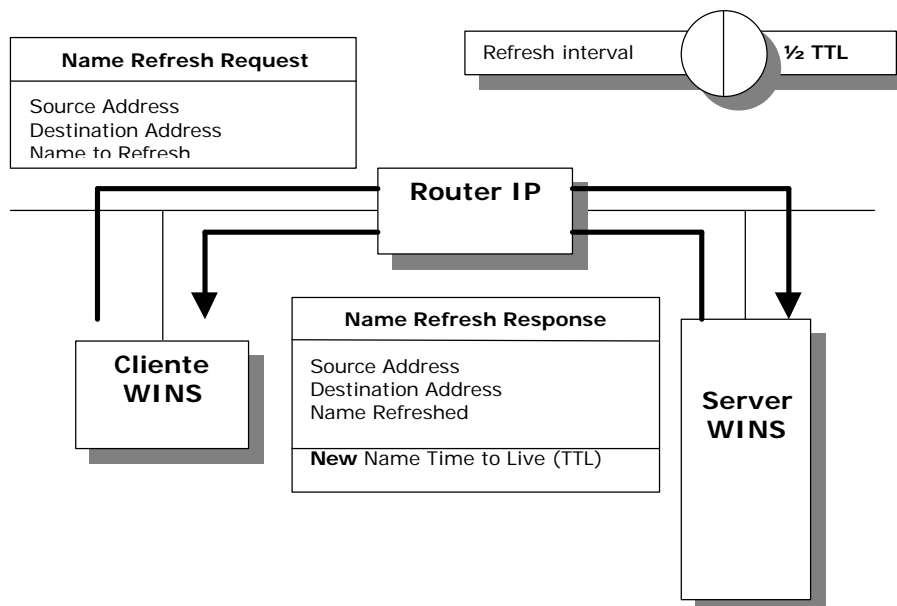 Name Refresh Request
Source Address
Destination Address
Name to Refresh
Refresh interval
½ TTL
Router IP
Name Refresh Response
Source Address
Destination Address
Name Refreshed
New Name Time to Live (TTL)
Cliente
WINS
Server
WINS